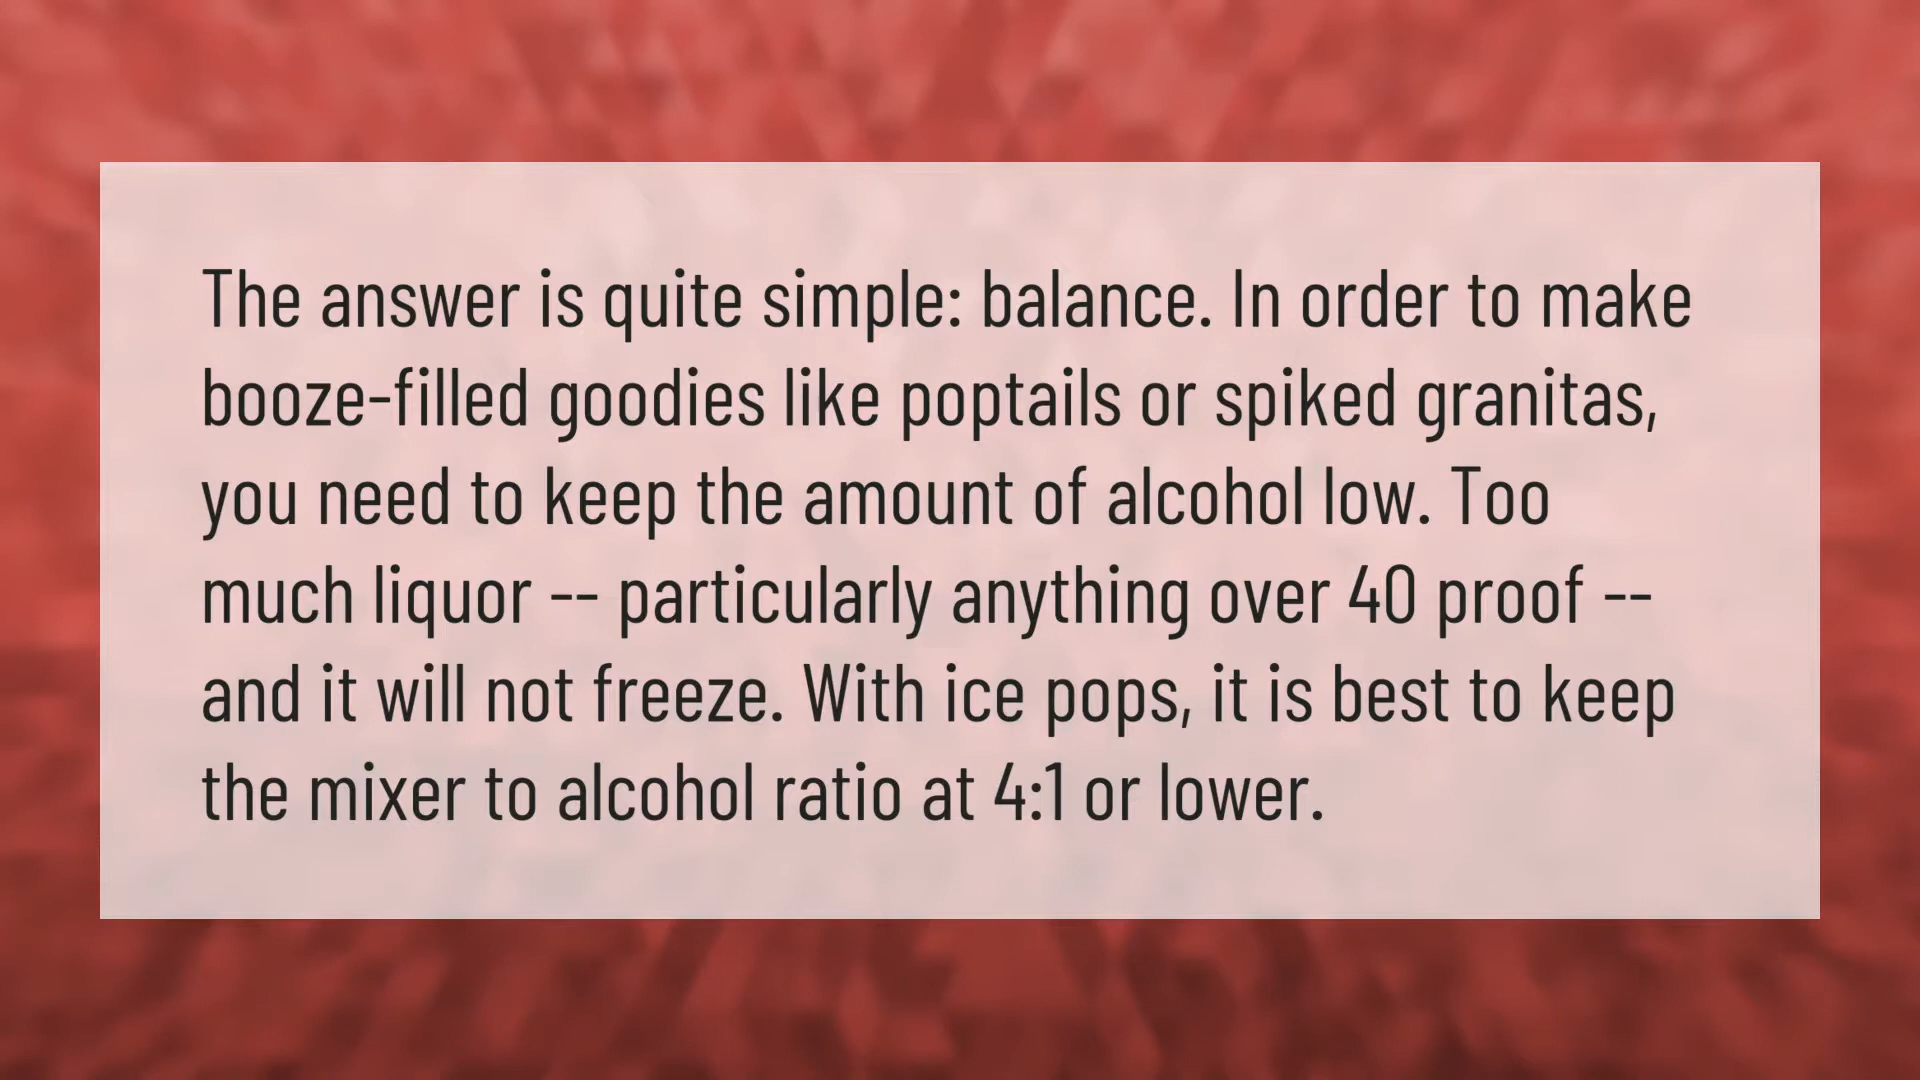 The answer is quite simple: balance. In order to make
booze-filled goodies like poptails or spiked granitas,
you need to keep the amount of alcohol low. Too
much liquor -- particularly anything over 40 proof --
and it will not freeze. With ice pops, it is best to keep
the mixer to alcohol ratio at 4:1 or lower.